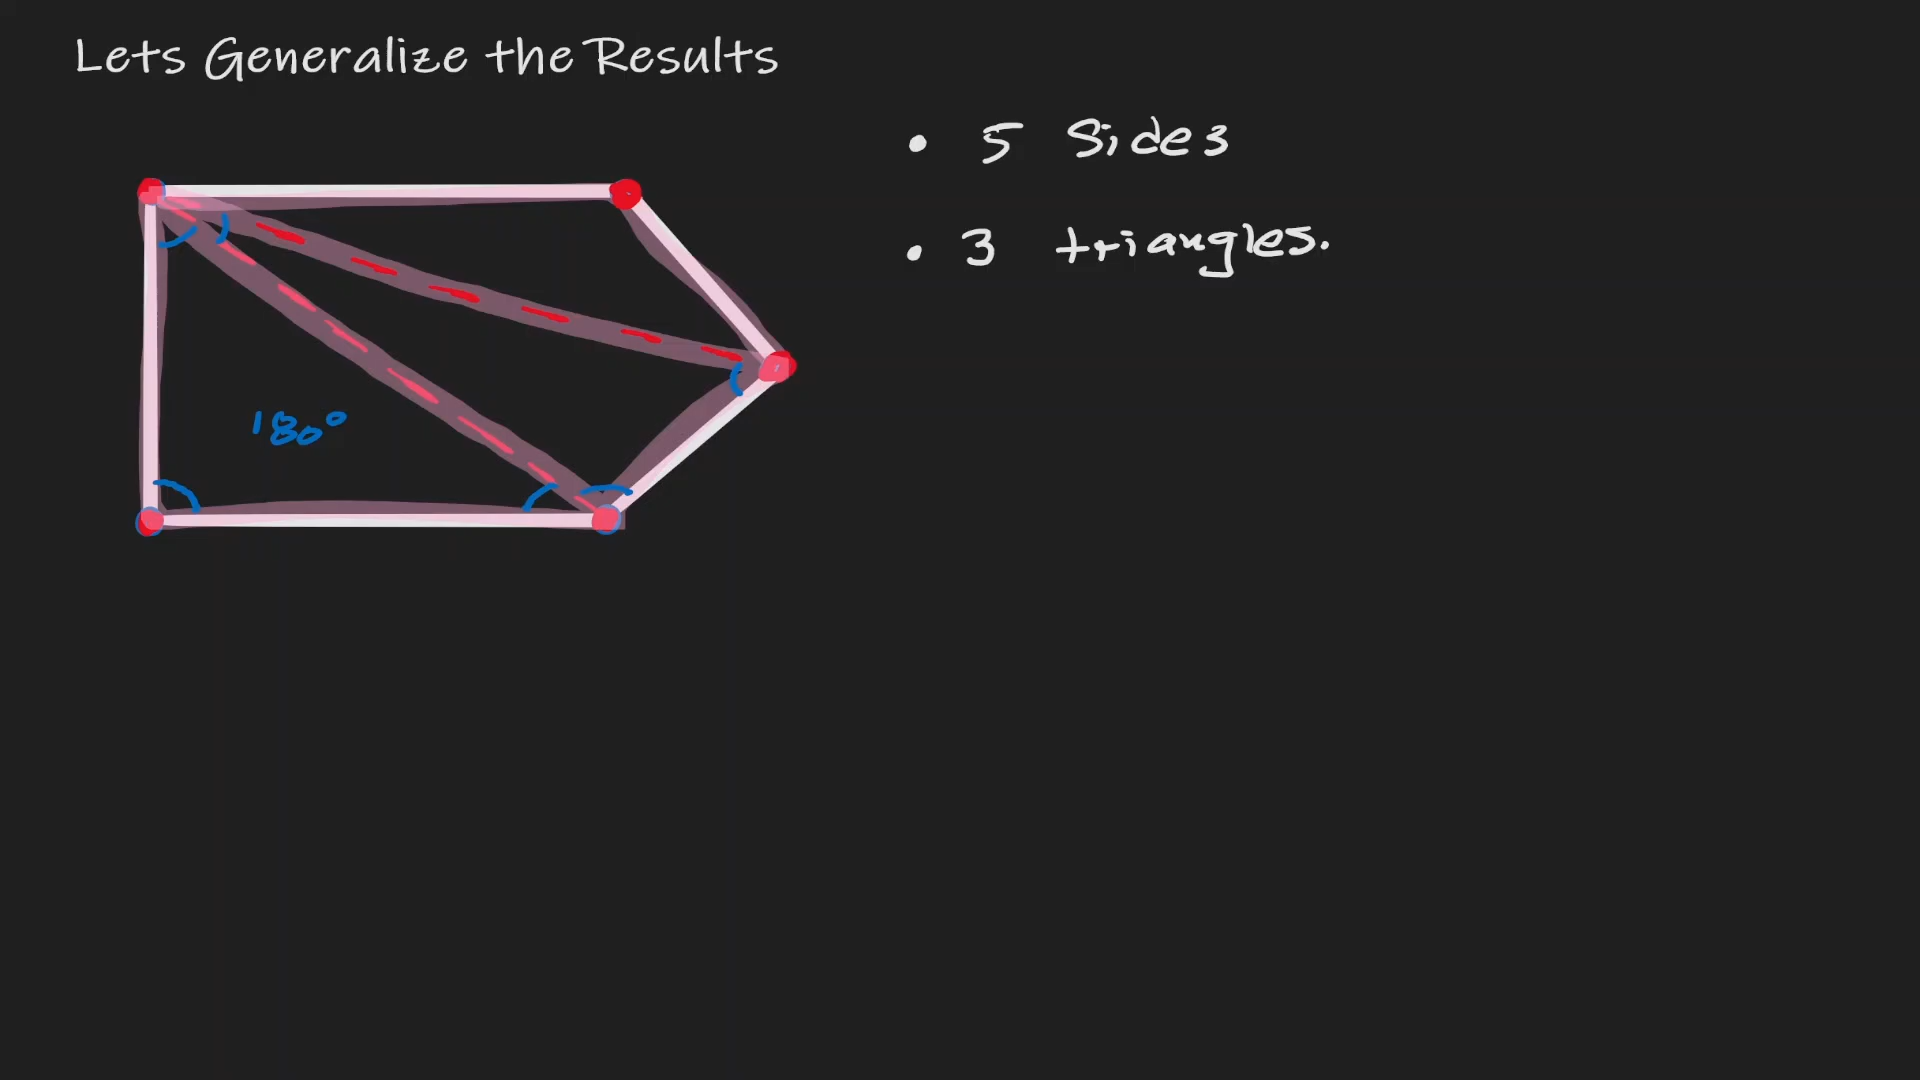 Lets Generalize the Results
• 5 Sides
• 3 triangles.
180°